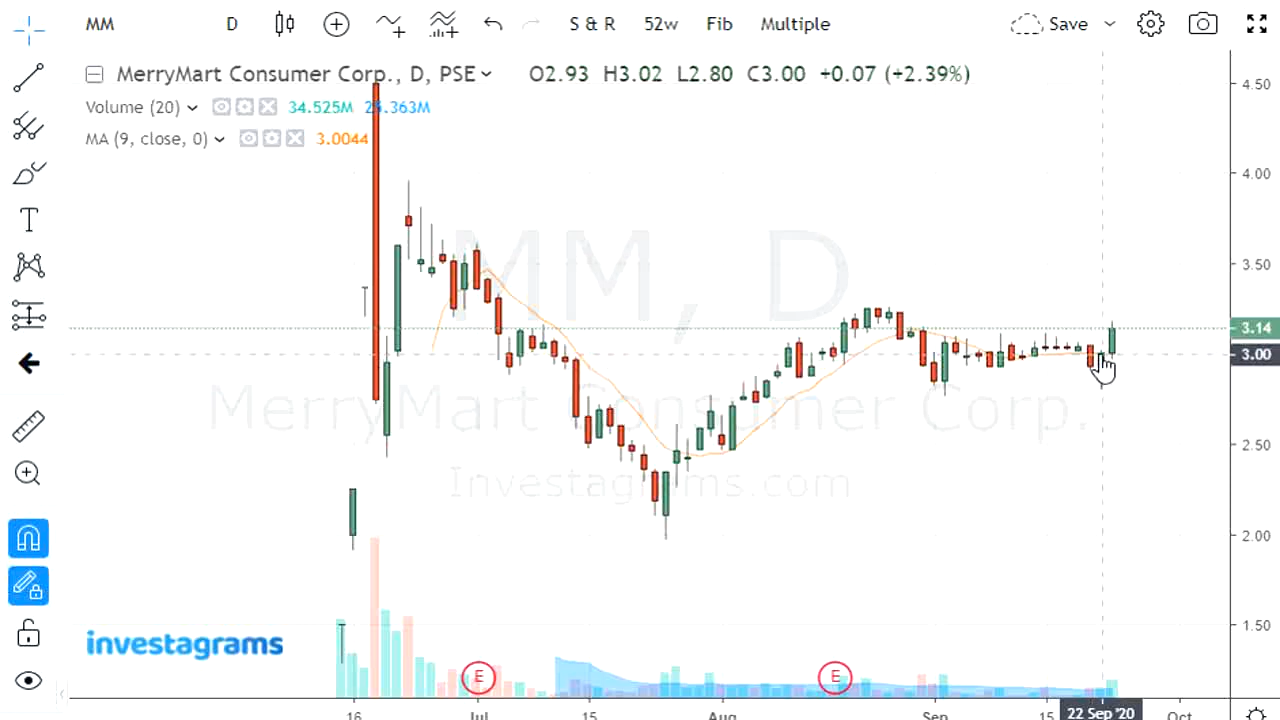 MM D S & R 52w Fib Multiple Save
MerryMart Consumer Corp., D, PSE O2.93 H3.02 L2.80 C3.00 +0.07 (+2.39%)
Volume (20) 34.525M
MA (9, close, 0) 3.0044
4.50
4.00
3.50
3.14
3.00
2.50
2.00
1.50
MM, D
MerryMart Consumer Corp.
Investagrams.com
investagrams
E E
16 Jul 15 Aug Sep 15 22 Sep '20 Oct